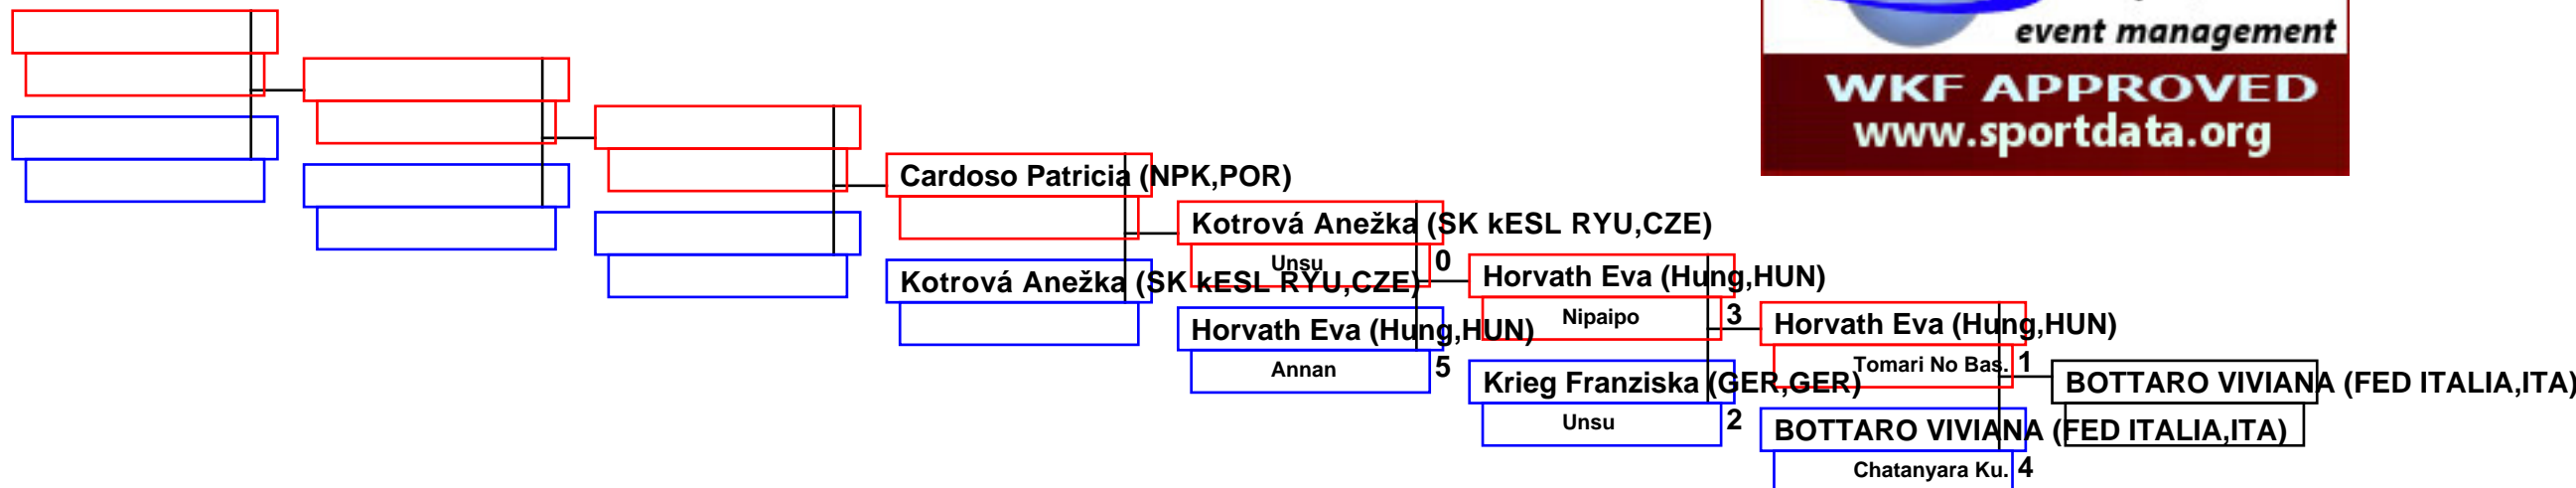 event management
WKF APPROVED
www.sportdata.org
Cardoso Patricia (NPK,POR)
Kotrová Anežka (SK kESL RYU,CZE)
Kotrová Anežka (SK kESL RYU,CZE)
Unsu
0
Horvath Eva (Hung,HUN)
Annan
5
Horvath Eva (Hung,HUN)
Nipaipo
3
Krieg Franziska (GER,GER)
Unsu
2
Horvath Eva (Hung,HUN)
Tomari No Bas.
1
BOTTARO VIVIANA (FED ITALIA,ITA)
Chatanyara Ku.
4
BOTTARO VIVIANA (FED ITALIA,ITA)